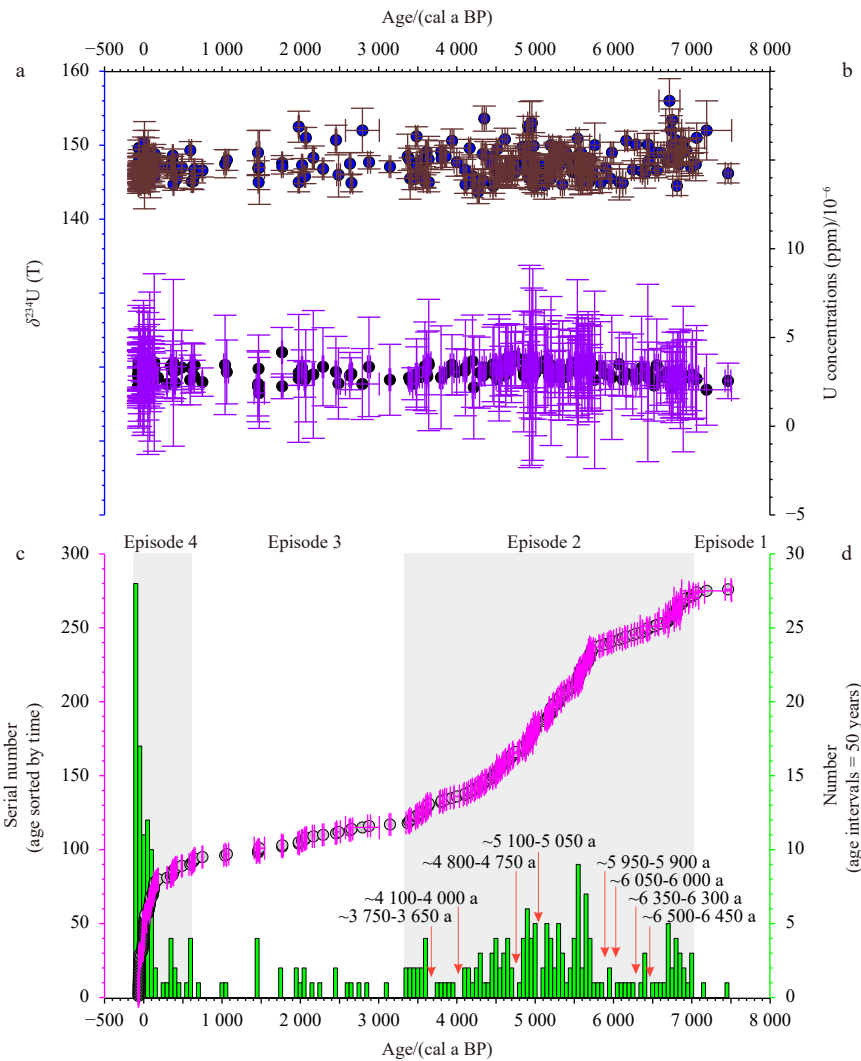 Age/(cal a BP)
−500 0 1 000 2 000 3 000 4 000 5 000 6 000 7 000 8 000
a
b
160
150
140
δ²³⁴U (T)
15
10
5
0
−5
U concentrations (ppm)/10⁻⁶
c
d
Episode 4 Episode 3 Episode 2 Episode 1
300
250
200
150
100
50
0
Serial number
(age sorted by time)
30
25
20
15
10
5
0
Number
(age intervals = 50 years)
~5 100-5 050 a
~4 800-4 750 a
~5 950-5 900 a
~6 050-6 000 a
~4 100-4 000 a
~6 350-6 300 a
~3 750-3 650 a
~6 500-6 450 a
−500 0 1 000 2 000 3 000 4 000 5 000 6 000 7 000 8 000
Age/(cal a BP)